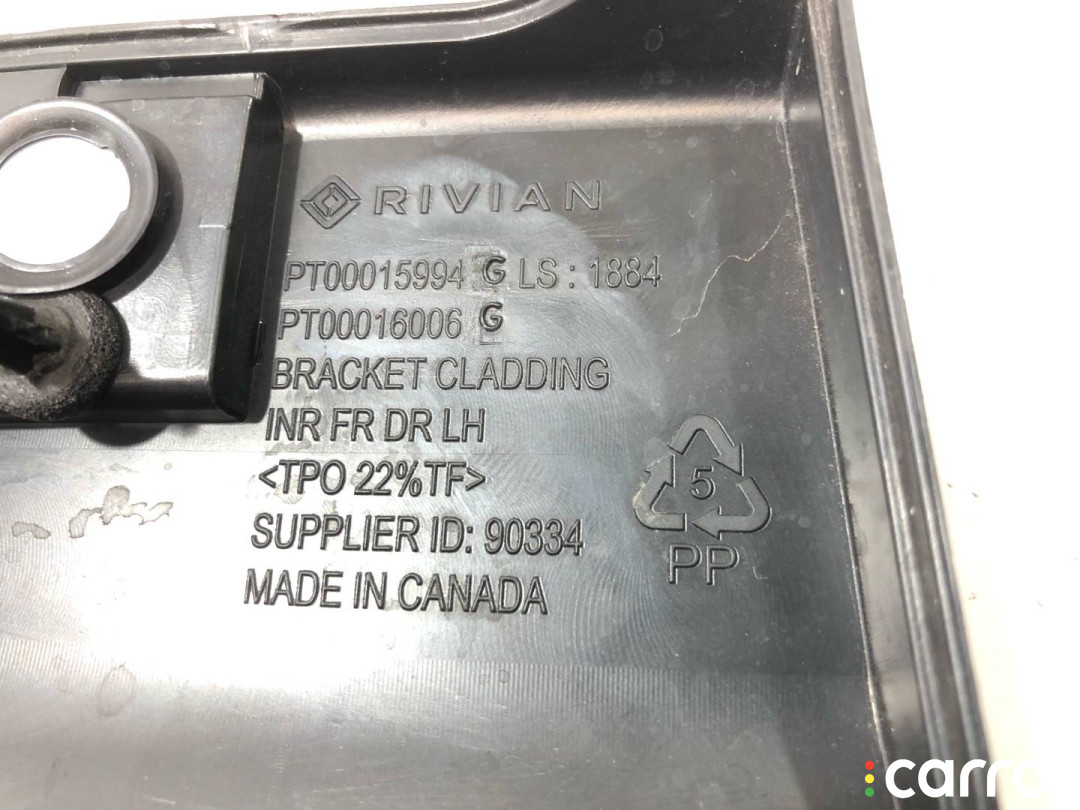 RIVIAN
PT00015994 G LS: 1884
PT00016006 G
BRACKET CLADDING
INR FR DR LH
<TPO 22%TF>
SUPPLIER ID: 90334
MADE IN CANADA
5
PP